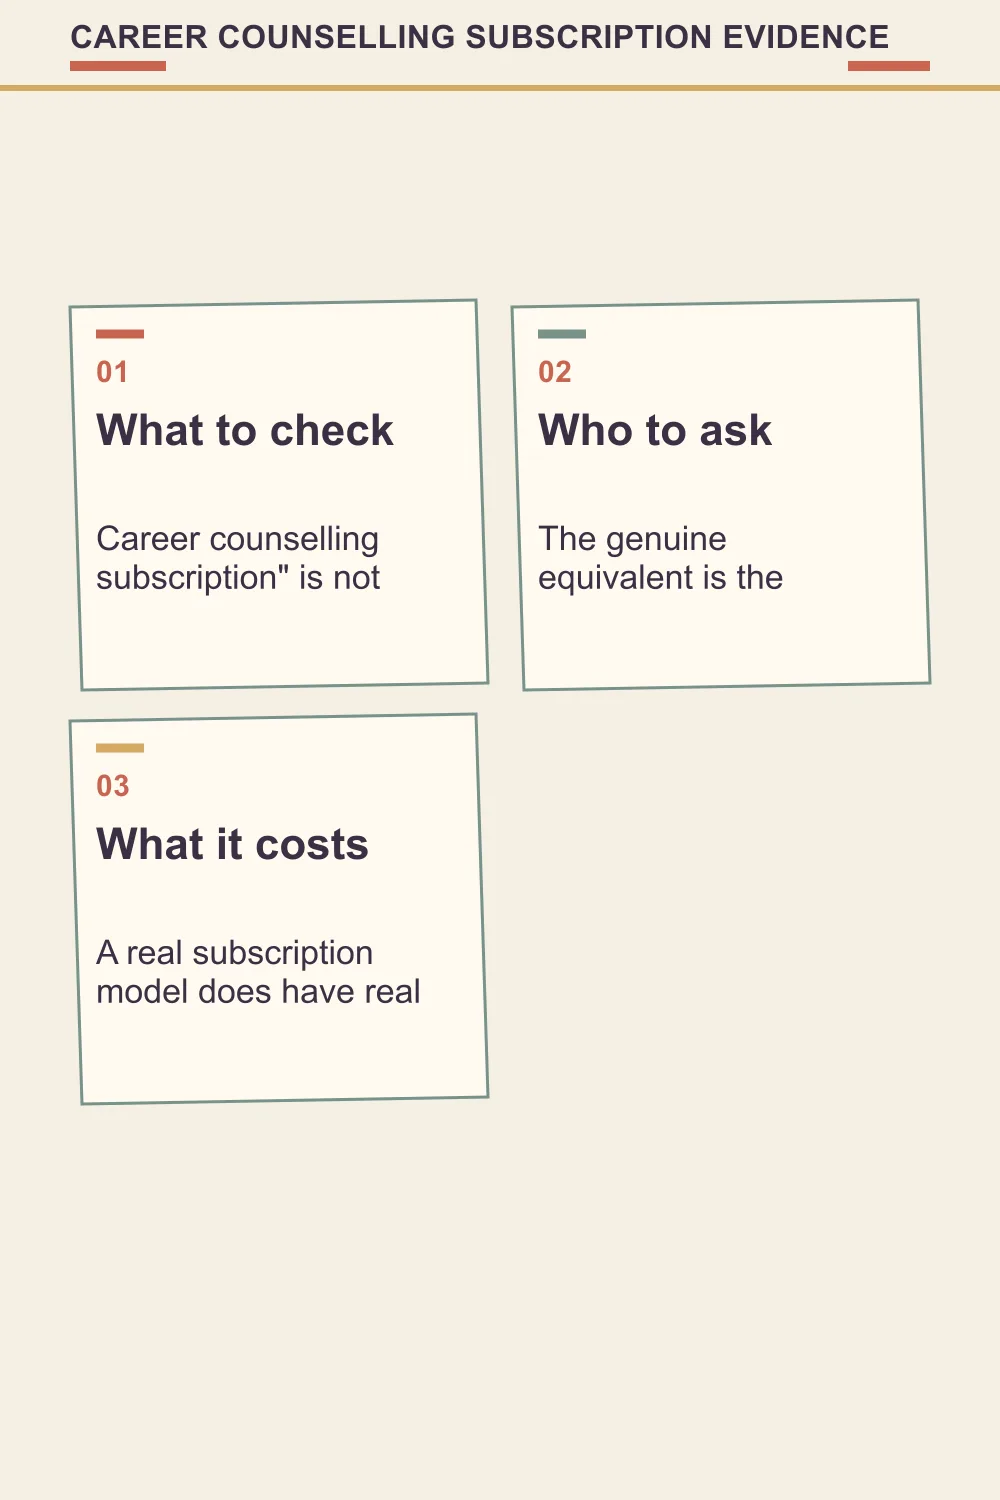 CAREER COUNSELLING SUBSCRIPTION EVIDENCE
01
What to check
Career counselling
subscription" is not
02
Who to ask
The genuine
equivalent is the
03
What it costs
A real subscription
model does have real